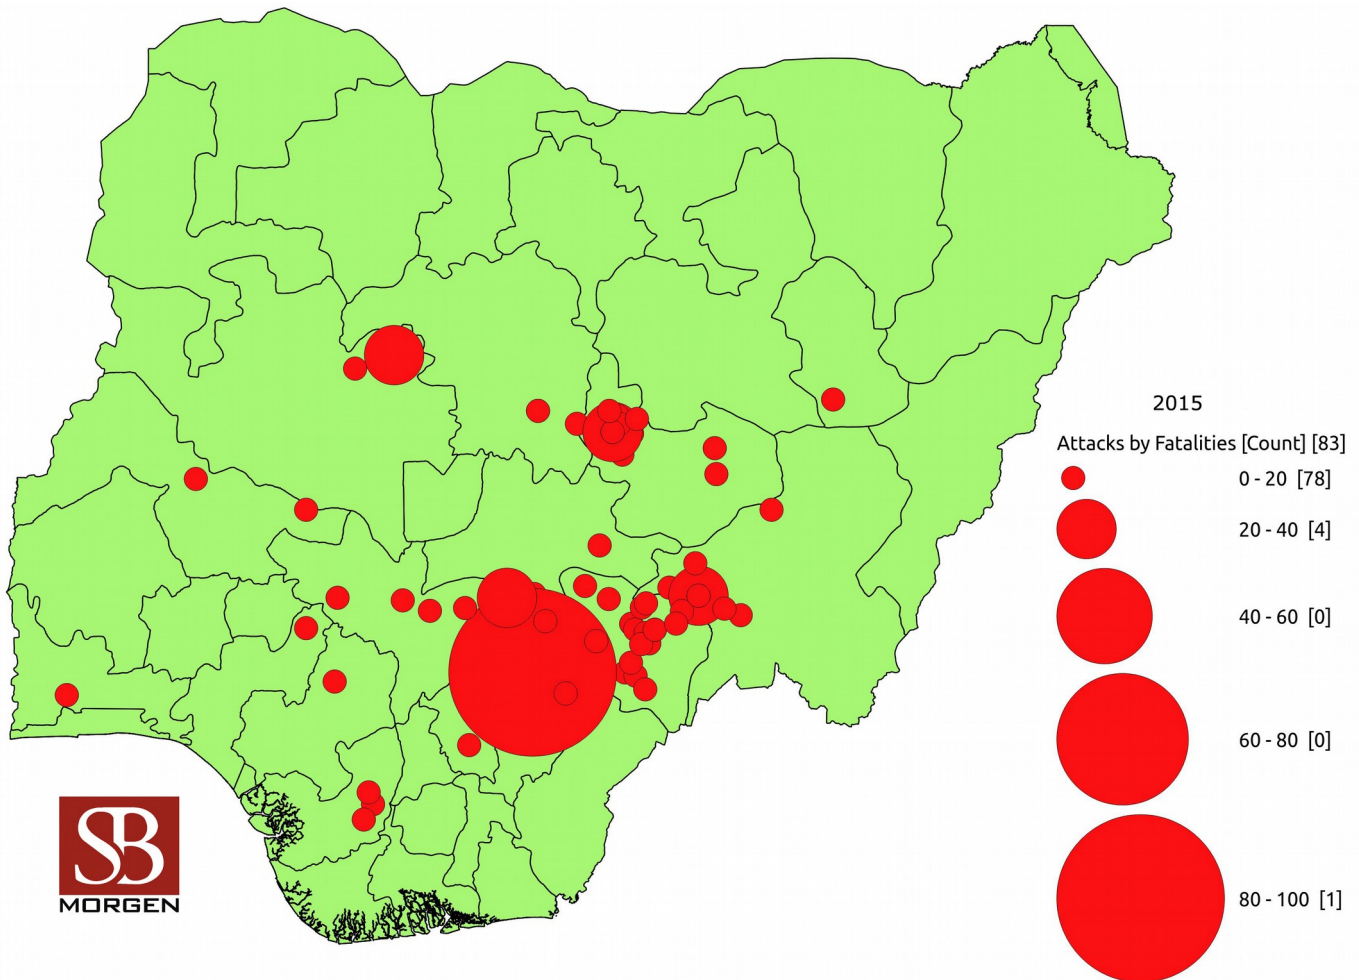 2015
Attacks by Fatalities [Count] [83]
0 - 20 [78]
20 - 40 [4]
40 - 60 [0]
60 - 80 [0]
80 - 100 [1]
SB
MORGEN